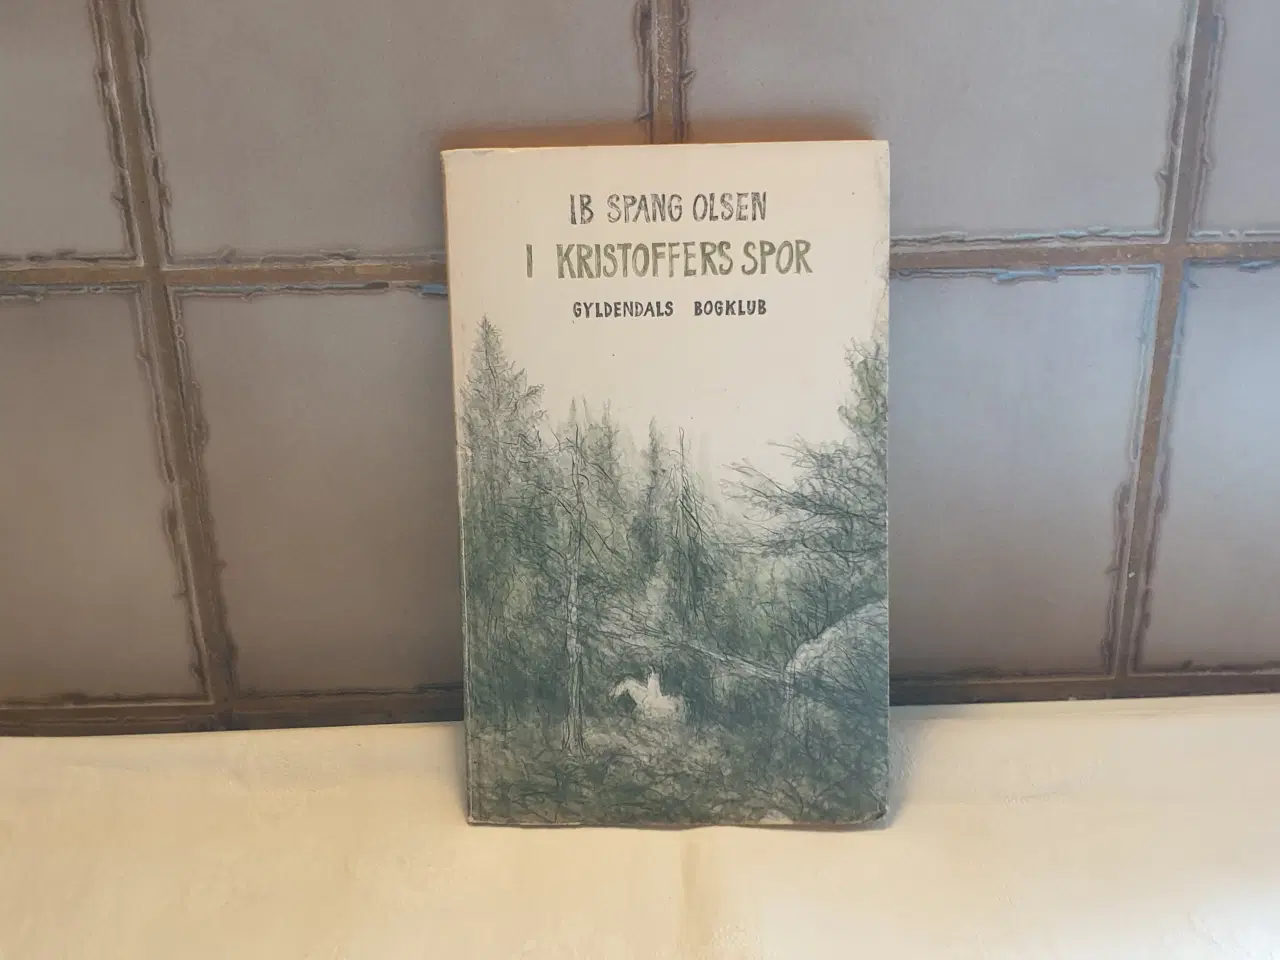 IB SPANG OLSEN
I KRISTOFFERS SPOR
GYLDENDALS BOGKLUB